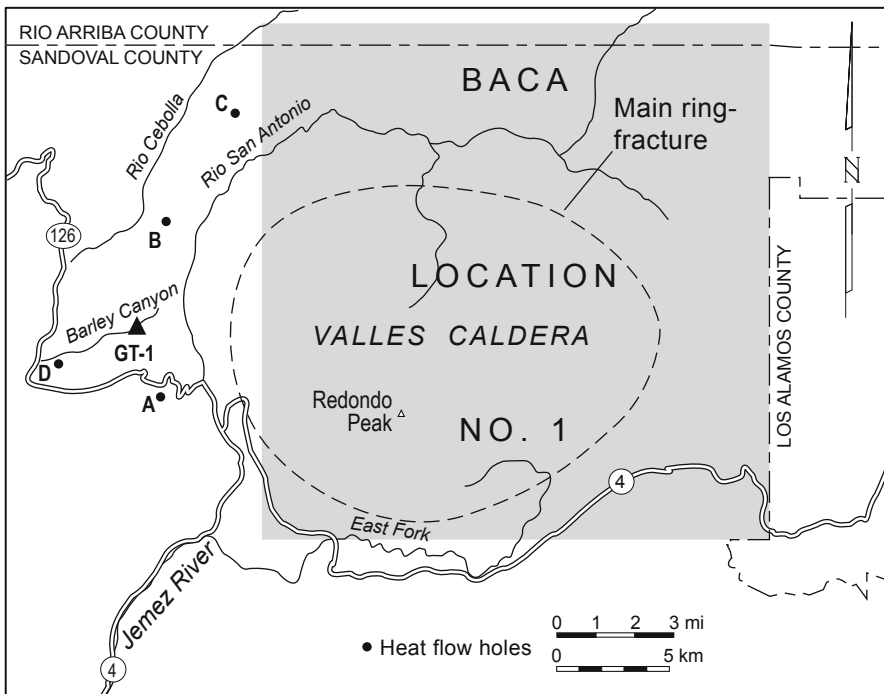 RIO ARRIBA COUNTY
SANDOVAL COUNTY
BACA
Main ring-
fracture
C
Rio Cebolla
Rio San Antonio
N
126
B
LOCATION
Barley Canyon
VALLES CALDERA
GT-1
D
A
Redondo
Peak
NO. 1
LOS ALAMOS COUNTY
4
East Fork
Jemez River
0 1 2 3 mi
Heat flow holes
0 5 km
4